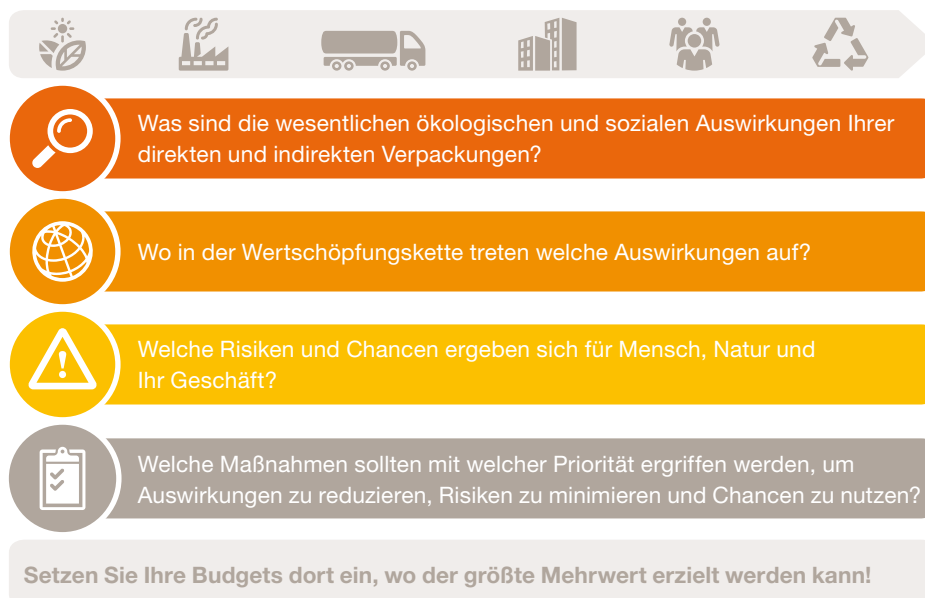 Was sind die wesentlichen ökologischen und sozialen Auswirkungen Ihrer
direkten und indirekten Verpackungen?
Wo in der Wertschöpfungskette treten welche Auswirkungen auf?
Welche Risiken und Chancen ergeben sich für Mensch, Natur und
Ihr Geschäft?
Welche Maßnahmen sollten mit welcher Priorität ergriffen werden, um
Auswirkungen zu reduzieren, Risiken zu minimieren und Chancen zu nutzen?
Setzen Sie Ihre Budgets dort ein, wo der größte Mehrwert erzielt werden kann!